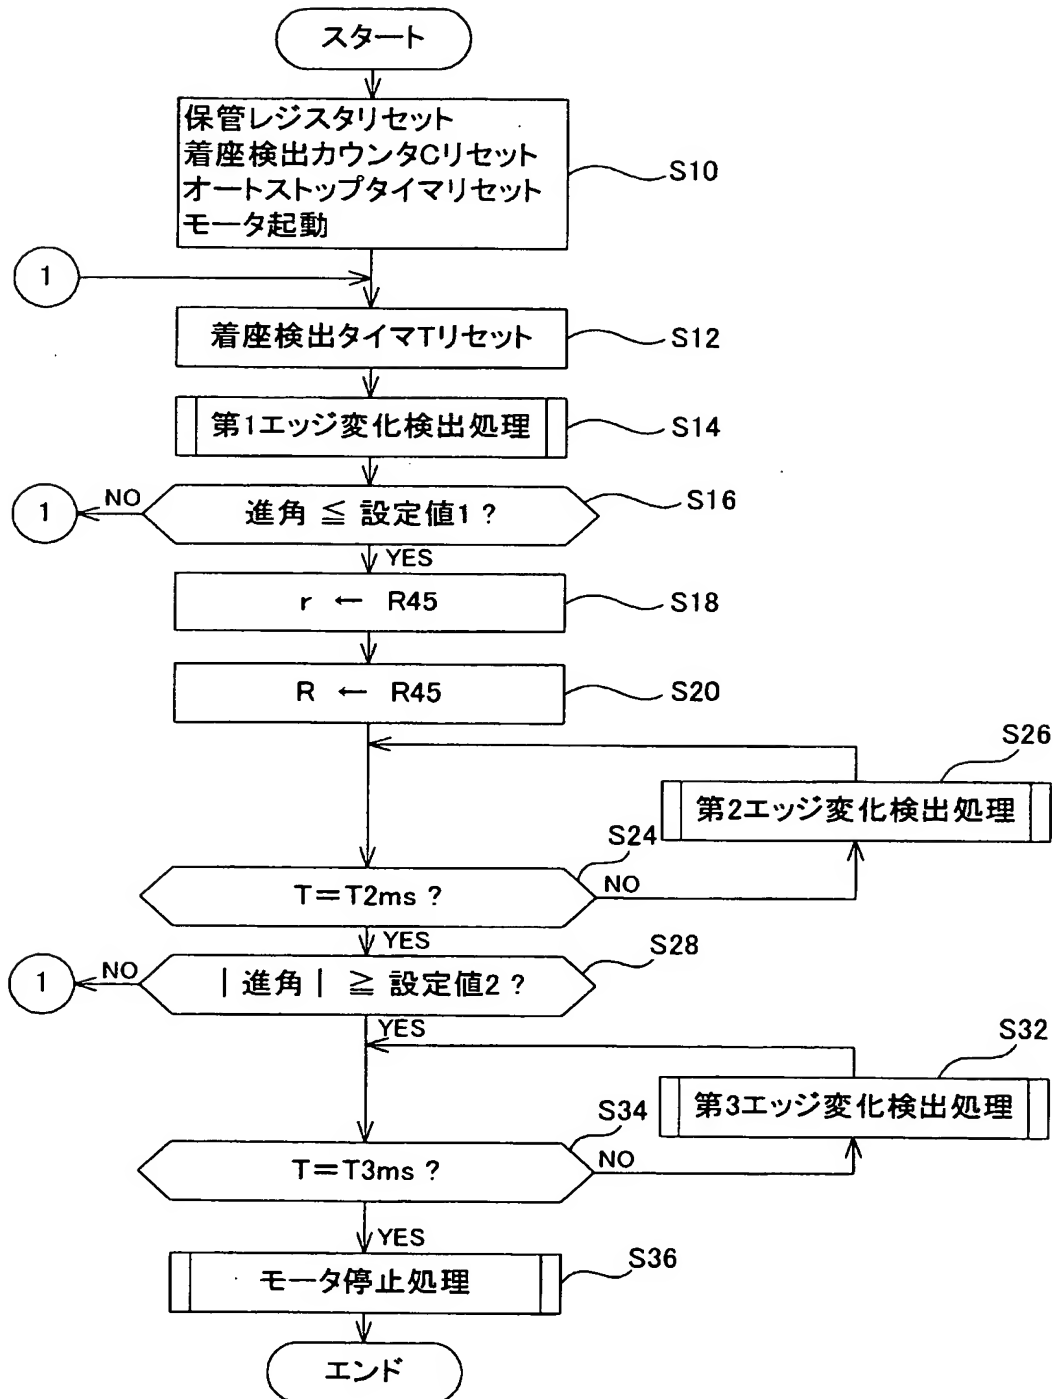 スタート
保管レジスタリセット
着座検出カウンタCリセット
オートストップタイマリセット
モータ起動
S10
1
着座検出タイマTリセット
S12
第1エッジ変化検出処理
S14
1
NO
進角 ≦ 設定値1 ?
S16
YES
r ← R45
S18
R ← R45
S20
S26
第2エッジ変化検出処理
S24
T=T2ms ?
NO
YES
S28
1
NO
| 進角 | ≧ 設定値2 ?
YES
S32
第3エッジ変化検出処理
S34
T=T3ms ?
NO
YES
モータ停止処理
S36
エンド